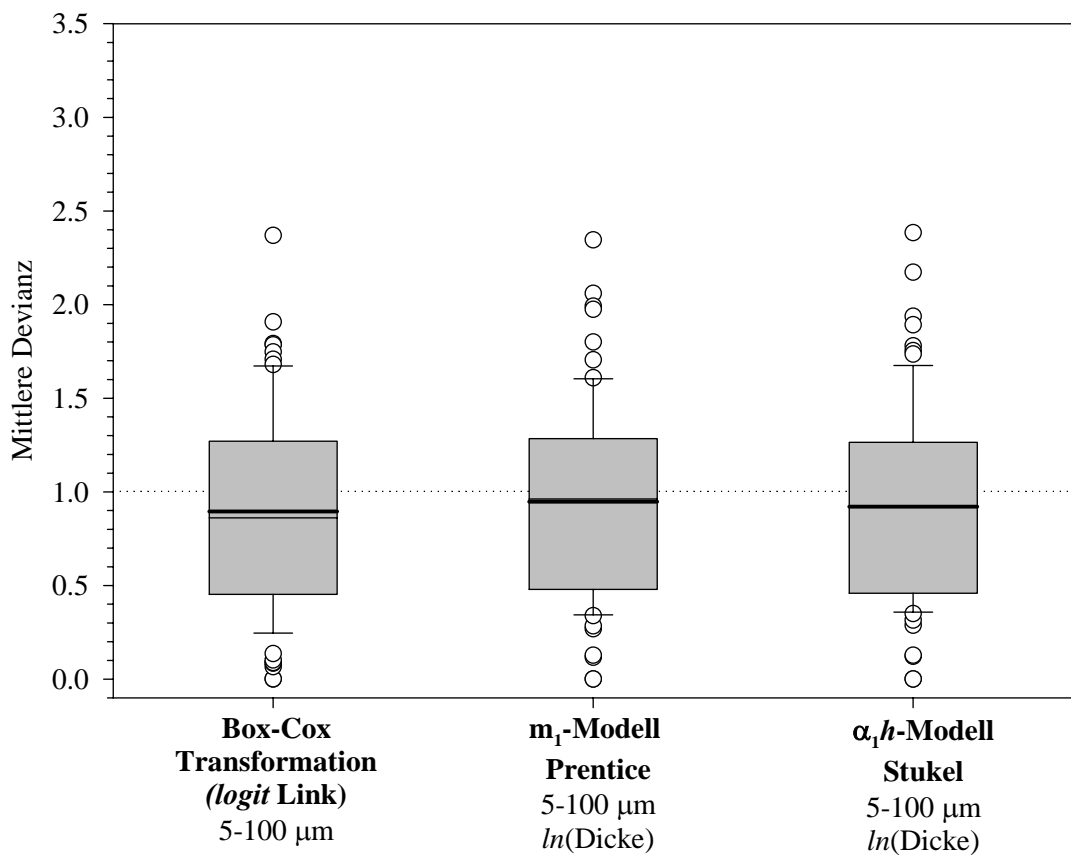 3.5
3.0
2.5
2.0
1.5
1.0
0.5
0.0
Mittlere Devianz
Box-Cox
Transformation
(logit Link)
5-100 µm
m₁-Modell
Prentice
5-100 µm
ln(Dicke)
α₁h-Modell
Stukel
5-100 µm
ln(Dicke)